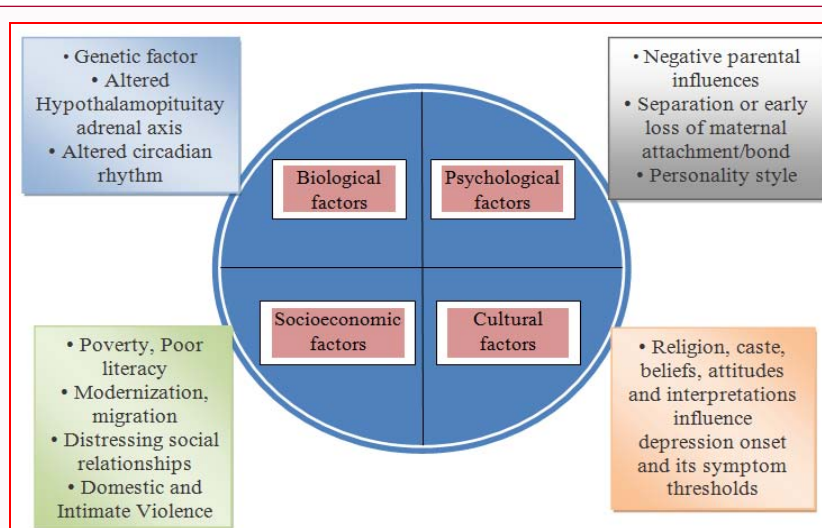 • Genetic factor
• Altered
Hypothalamopituitay
adrenal axis
• Altered circadian
rhythm
• Negative parental
influences
• Separation or early
loss of maternal
attachment/bond
• Personality style
Biological
factors
Psychological
factors
Socioeconomic
factors
Cultural
factors
• Poverty, Poor
literacy
• Modernization,
migration
• Distressing social
relationships
• Domestic and
Intimate Violence
• Religion, caste,
beliefs, attitudes
and interpretations
influence
depression onset
and its symptom
thresholds